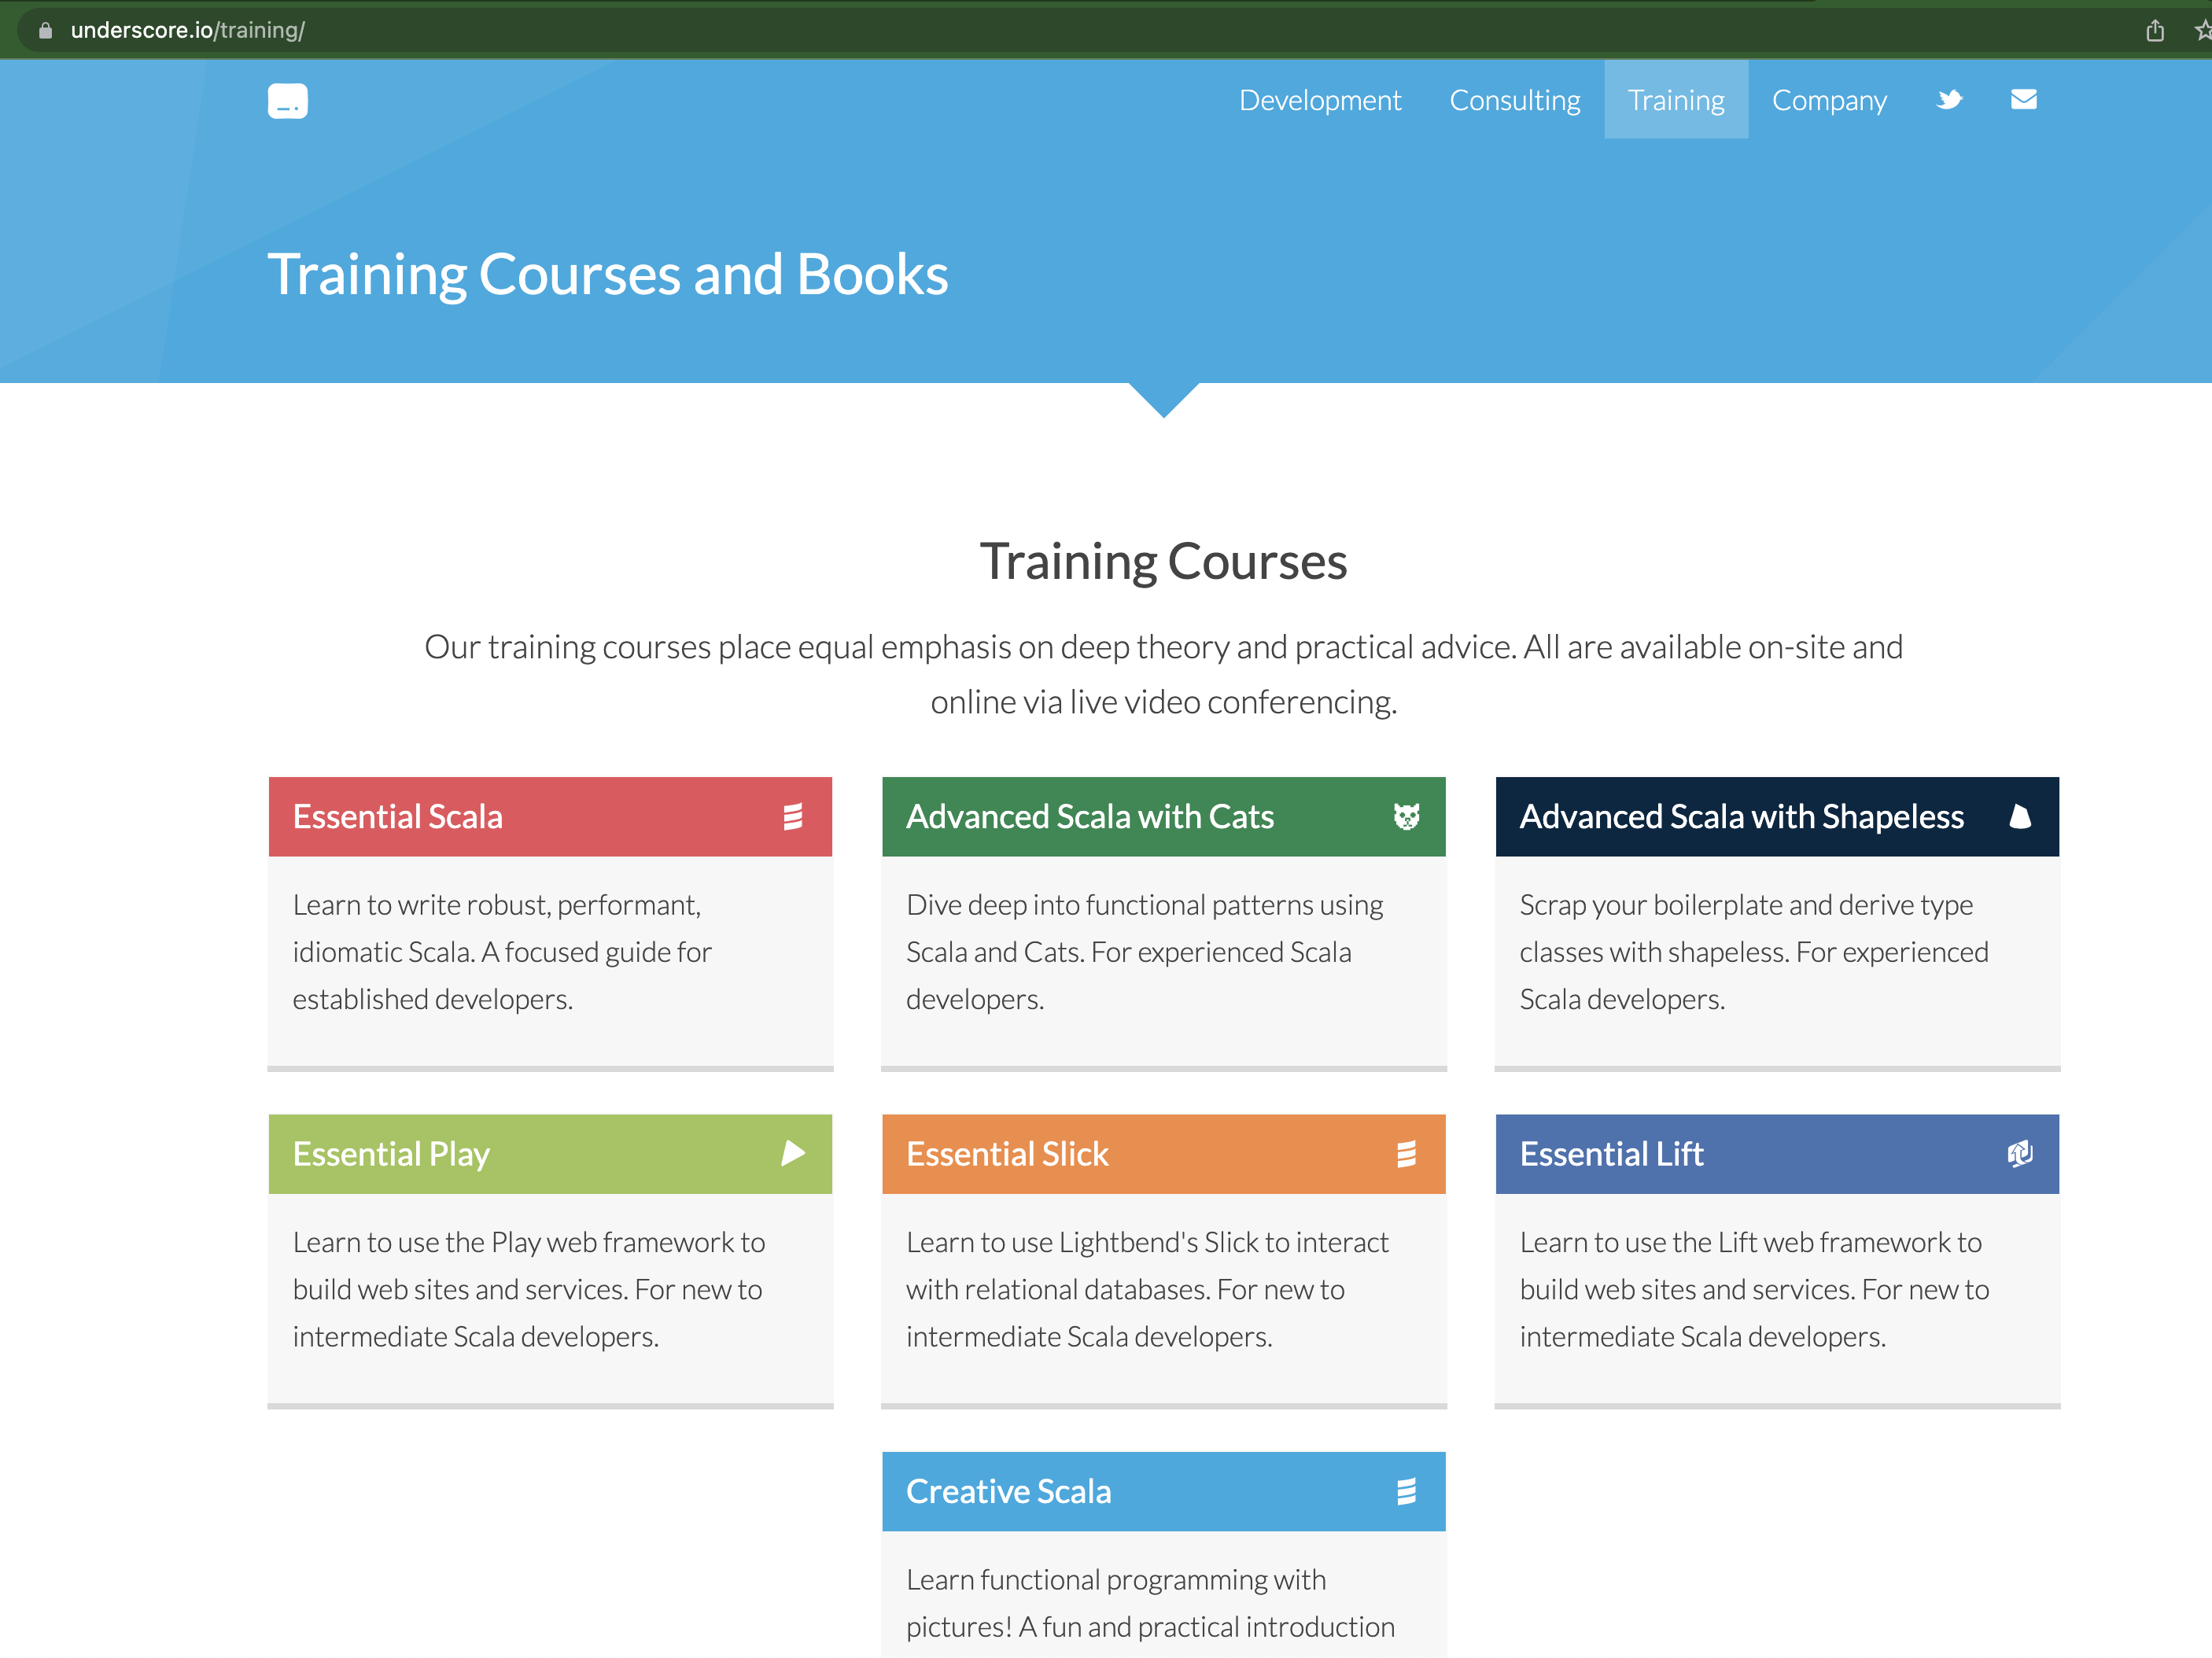 underscore.io/training/
Development Consulting Training Company
Training Courses and Books
Training Courses
Our training courses place equal emphasis on deep theory and practical advice. All are available on-site and
online via live video conferencing.
Essential Scala
Learn to write robust, performant,
idiomatic Scala. A focused guide for
established developers.
Advanced Scala with Cats
Dive deep into functional patterns using
Scala and Cats. For experienced Scala
developers.
Advanced Scala with Shapeless
Scrap your boilerplate and derive type
classes with shapeless. For experienced
Scala developers.
Essential Play
Learn to use the Play web framework to
build web sites and services. For new to
intermediate Scala developers.
Essential Slick
Learn to use Lightbend's Slick to interact
with relational databases. For new to
intermediate Scala developers.
Essential Lift
Learn to use the Lift web framework to
build web sites and services. For new to
intermediate Scala developers.
Creative Scala
Learn functional programming with
pictures! A fun and practical introduction